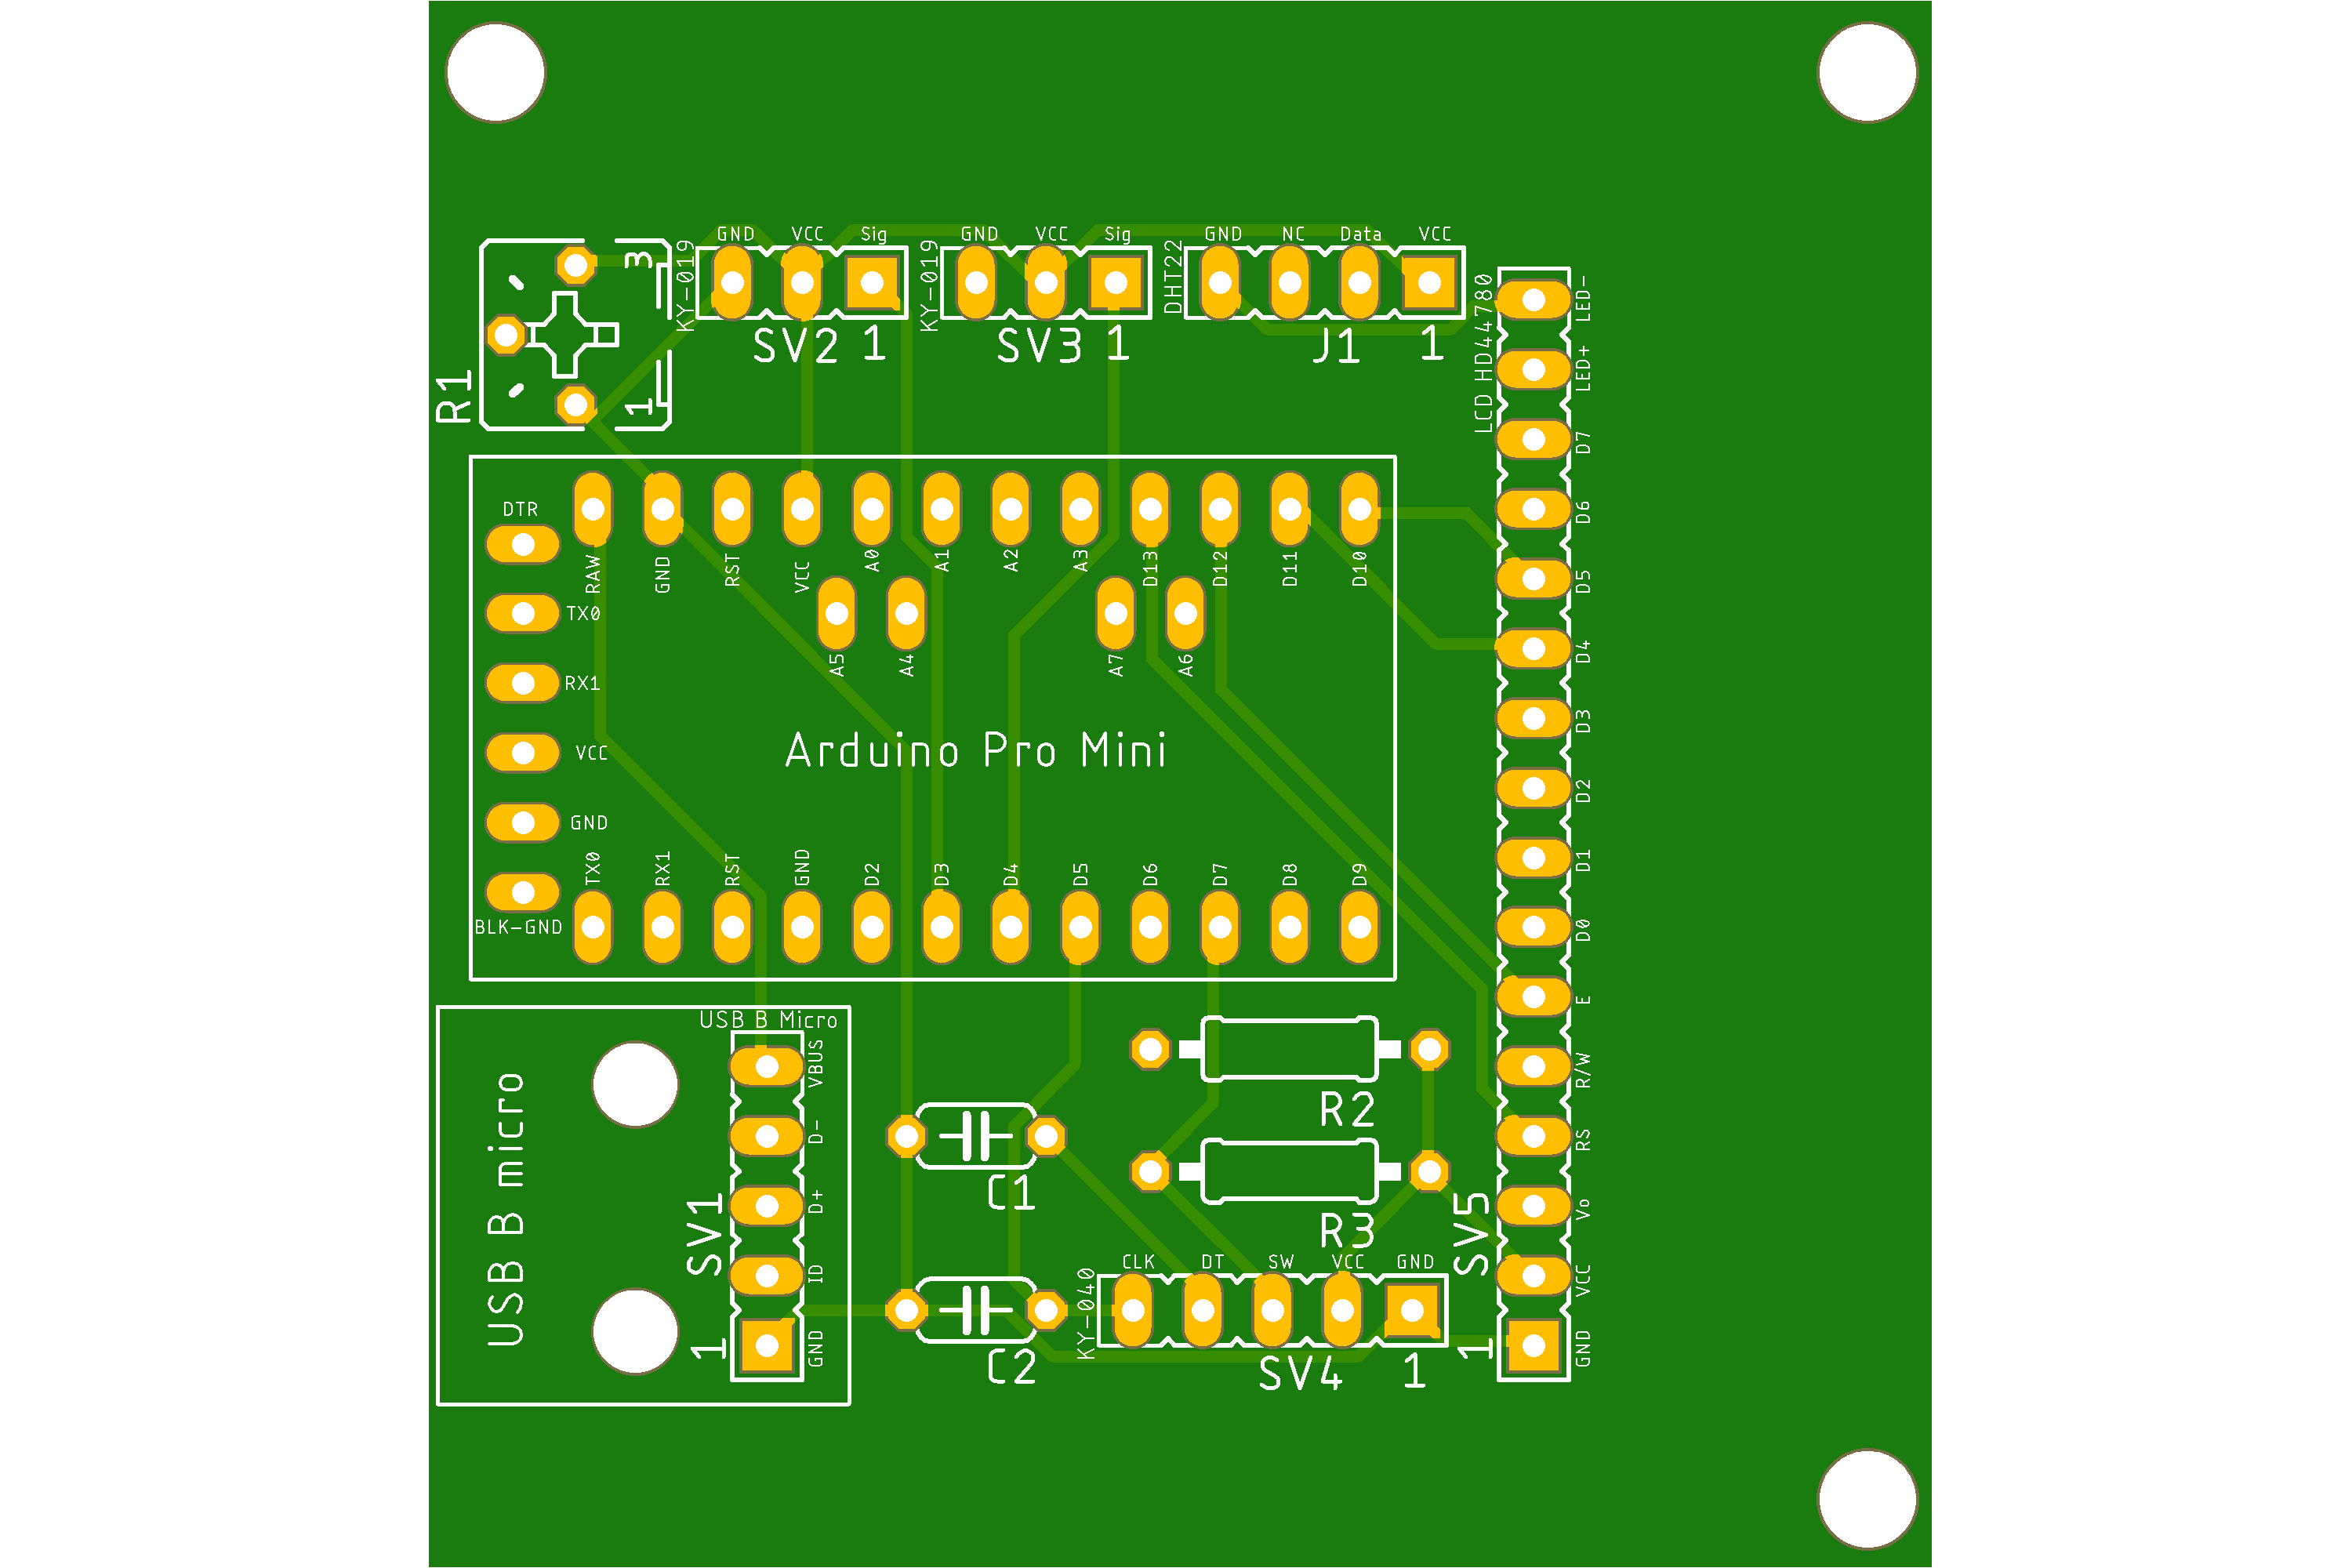 GND VCC Sig
KY-019
SV2 1
GND VCC Sig
KY-019
SV3 1
GND NC Data VCC
DHT22
J1 1
3
1
R1
LCD HD44780
LED-
LED+
D7
D6
D5
D4
D3
D2
D1
D0
E
R/W
RS
Vo
VCC
GND
SV5
1
DTR
TX0
RX1
VCC
GND
BLK-GND
RAW GND RST VCC A0 A1 A2 A3 D13 D12 D11 D10
A5 A4 A7 A6
Arduino Pro Mini
TX0 RX1 RST GND D2 D3 D4 D5 D6 D7 D8 D9
USB B Micro
USB B micro
VBUS
D-
D+
ID
GND
SV1
1
C1
C2
R2
R3
CLK DT SW VCC GND
KY-040
SV4 1